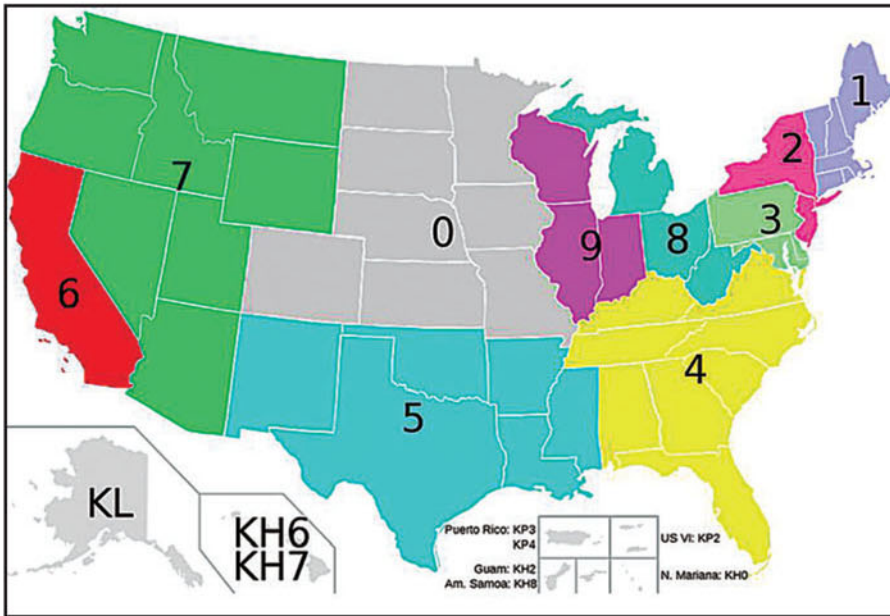 1
2
7
3
0
9
8
6
4
5
KL
KH6
KH7
Puerto Rico: KP3
KP4
US VI: KP2
Guam: KH2
Am. Samoa: KH8
N. Mariana: KH0